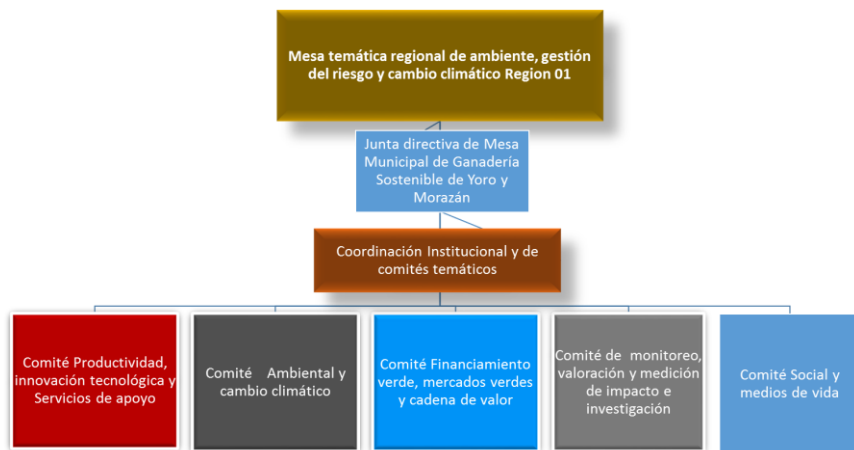 Mesa temática regional de ambiente, gestión
del riesgo y cambio climático Region 01
Junta directiva de Mesa
Municipal de Ganadería
Sostenible de Yoro y
Morazán
Coordinación Institucional y de
comités temáticos
Comité Productividad,
innovación tecnológica y
Servicios de apoyo
Comité Ambiental y
cambio climático
Comité Financiamiento
verde, mercados verdes
y cadena de valor
Comité de monitoreo,
valoración y medición
de impacto e
investigación
Comité Social y
medios de vida